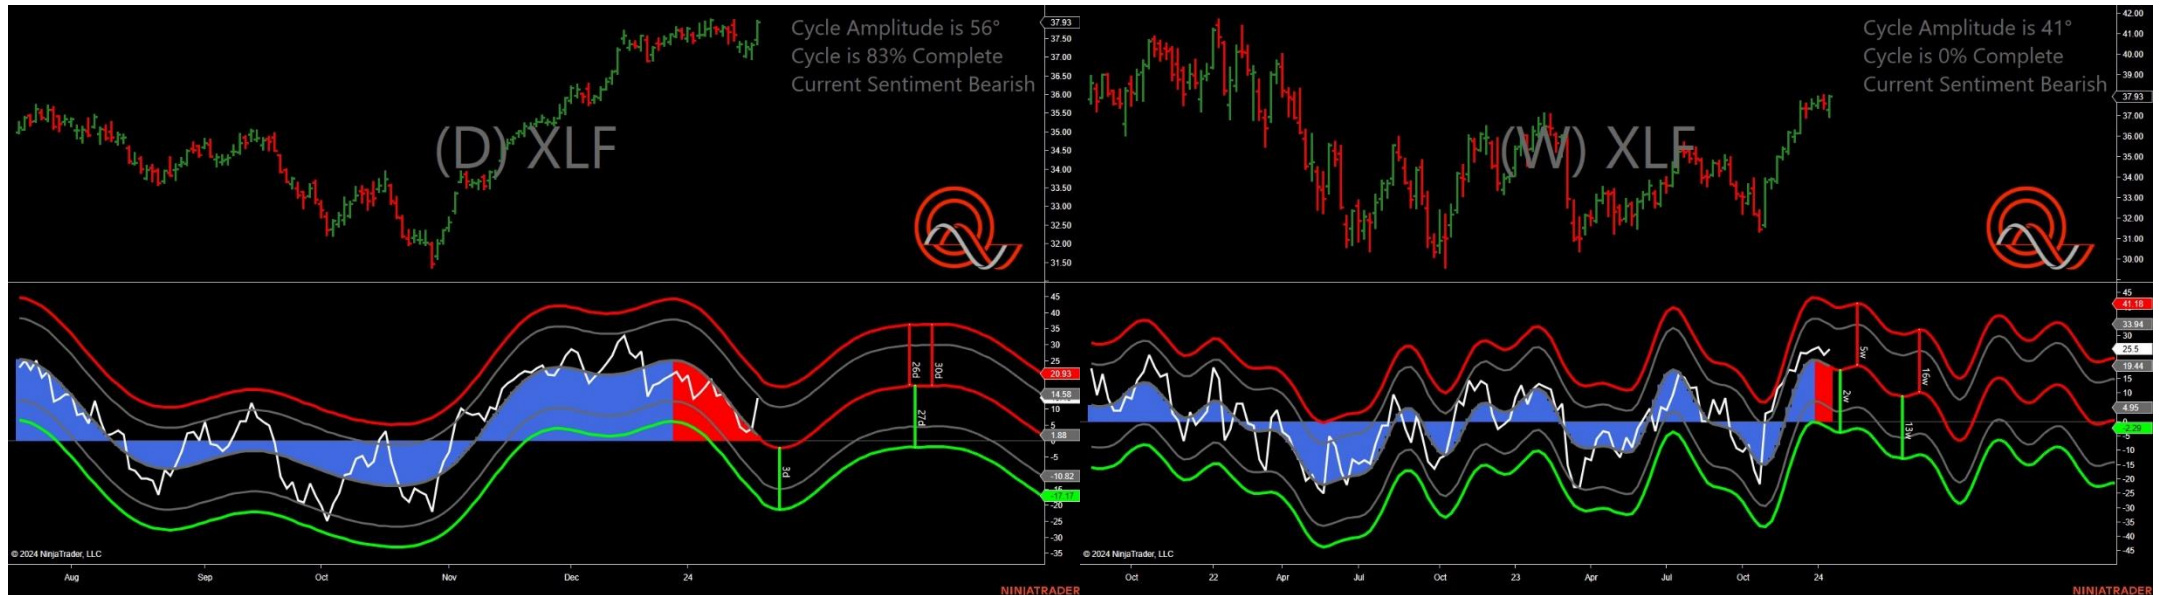 Cycle Amplitude is 56°
Cycle is 83% Complete
Current Sentiment Bearish
(D) XLF
37.93
37.50
37.00
36.50
36.00
35.50
35.00
34.50
34.00
33.50
33.00
32.50
32.00
31.50
45
40
35
30
25
20.93
14.58
10
5
1.88
-5
-10.82
-17.17
-20
-25
-30
-35
26d
30d
27d
3d
© 2024 NinjaTrader, LLC
Aug Sep Oct Nov Dec 24
NINJATRADER
Cycle Amplitude is 41°
Cycle is 0% Complete
Current Sentiment Bearish
(W) XLF
42.00
41.00
40.00
39.00
37.93
37.00
36.00
35.00
34.00
33.00
32.00
31.00
30.00
45
41.18
33.94
30
25.5
19.44
15
10
4.95
-2.29
-5
-10
-15
-20
-25
-30
-35
-40
-45
5w
16w
2w
13w
© 2024 NinjaTrader, LLC
Oct 22 Apr Jul Oct 23 Apr Jul Oct 24
NINJATRADER